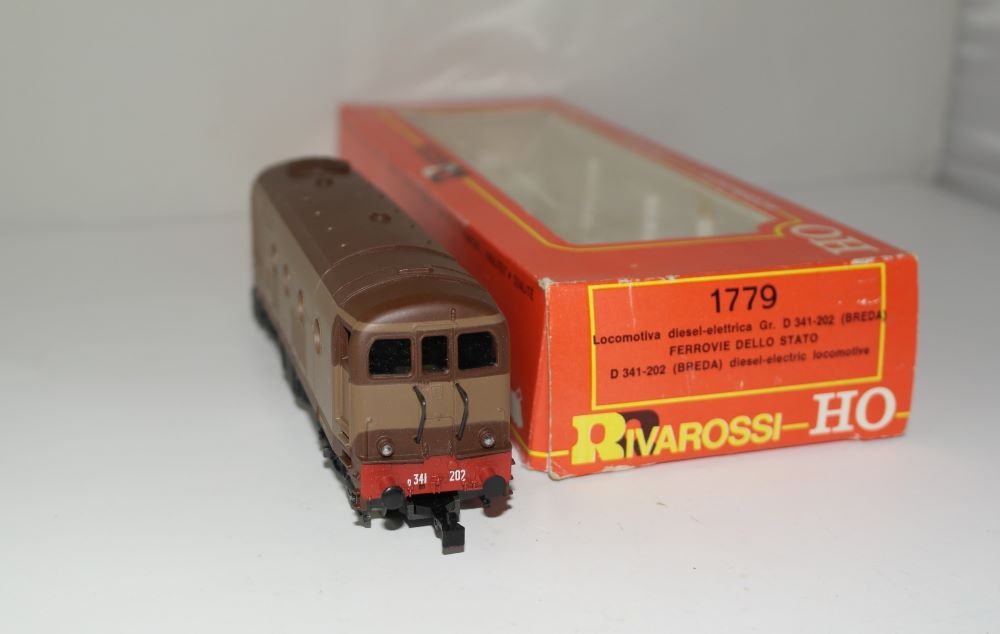 HO
QUALITÉ
1779
Locomotiva diesel-elettrica Gr. D 341-202 (BREDA)
FERROVIE DELLO STATO
D 341-202 (BREDA) diesel-electric locomotive
RIVAROSSI HO
D 341 202